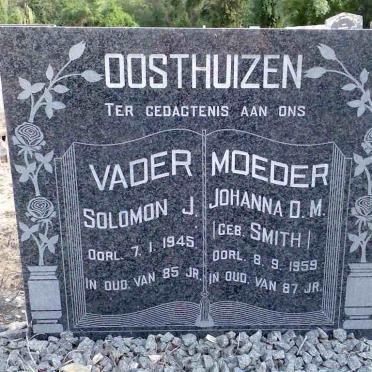 OOSTHUIZEN
TER GEDAGTENIS AAN ONS
VADER
SOLOMON J.
OORL. 7. 1. 1945
IN OUD. VAN 85 JR.
MOEDER
JOHANNA D. M.
(GEB. SMITH)
OORL. 8. 9. 1959
IN OUD. VAN 87 JR.